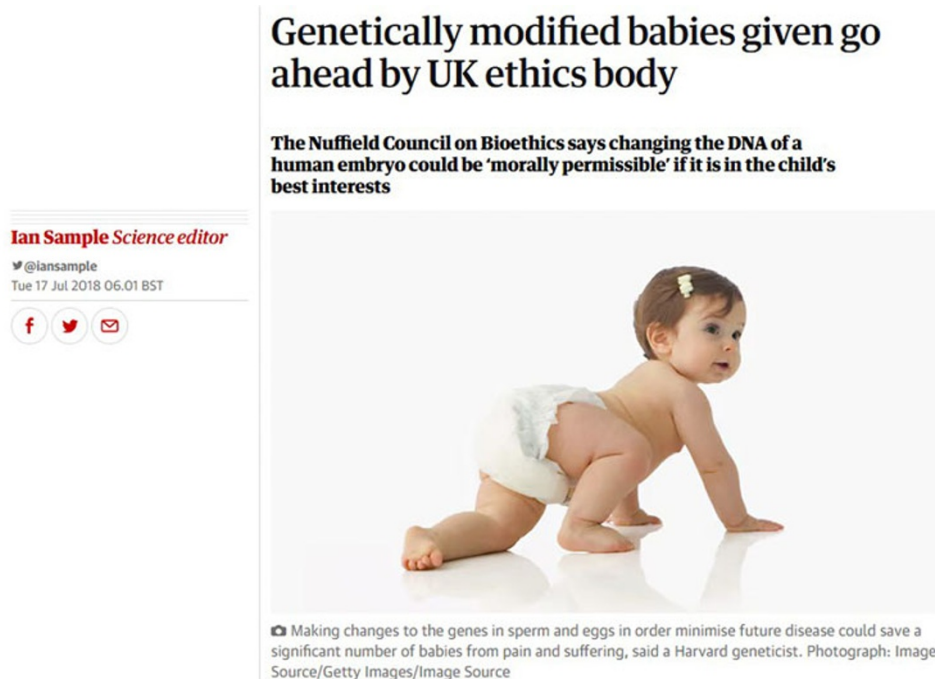 Genetically modified babies given go
ahead by UK ethics body
The Nuffield Council on Bioethics says changing the DNA of a
human embryo could be ‘morally permissible’ if it is in the child’s
best interests
Ian Sample Science editor
@iansample
Tue 17 Jul 2018 06.01 BST
Making changes to the genes in sperm and eggs in order minimise future disease could save a
significant number of babies from pain and suffering, said a Harvard geneticist. Photograph: Image
Source/Getty Images/Image Source